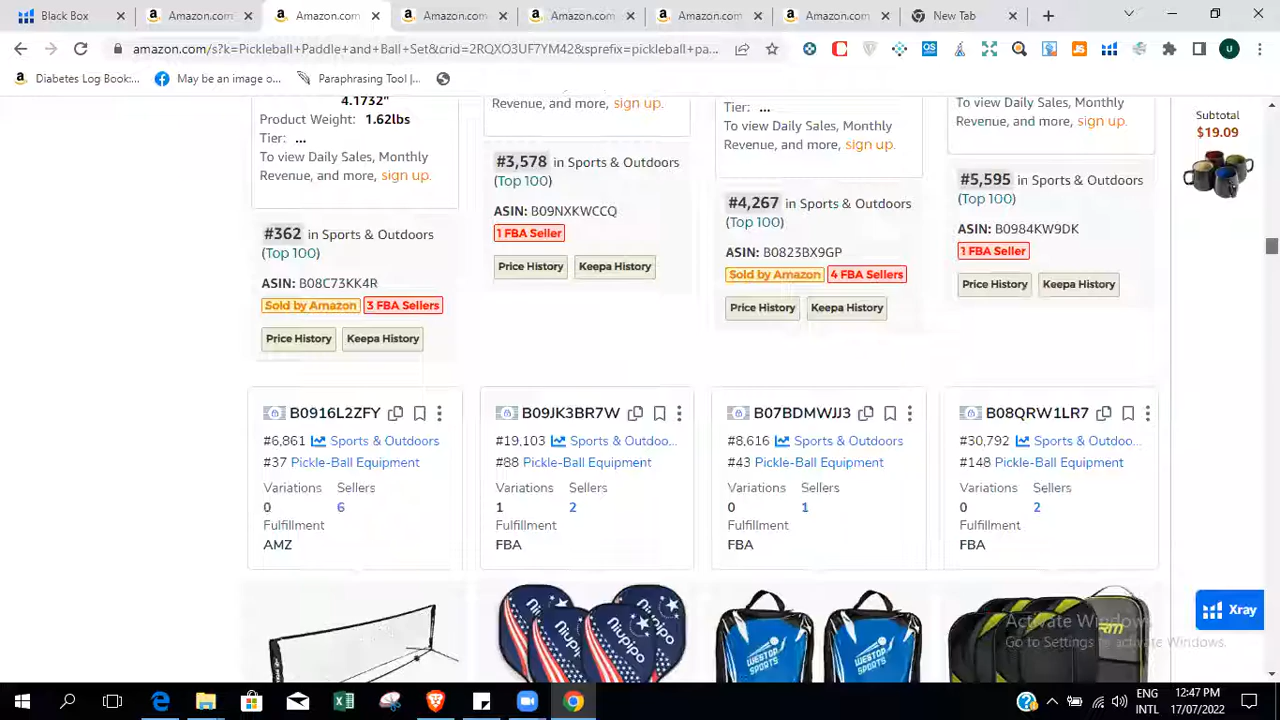 Black Box
Amazon.com
Amazon.com
Amazon.com
Amazon.com
Amazon.com
Amazon.com
New Tab
amazon.com/s?k=Pickleball+Paddle+and+Ball+Set&crid=2RQXO3UF7YM42&sprefix=pickleball+pa...
Diabetes Log Book:...
May be an image o...
Paraphrasing Tool |...
4.1732"
Product Weight: 1.62lbs
Tier: ...
To view Daily Sales, Monthly
Revenue, and more, sign up.
#362 in Sports & Outdoors
(Top 100)
ASIN: B08C73KK4R
Sold by Amazon 3 FBA Sellers
Price History Keepa History
Revenue, and more, sign up.
#3,578 in Sports & Outdoors
(Top 100)
ASIN: B09NXKWCCQ
1 FBA Seller
Price History Keepa History
Tier: ...
To view Daily Sales, Monthly
Revenue, and more, sign up.
#4,267 in Sports & Outdoors
(Top 100)
ASIN: B0823BX9GP
Sold by Amazon 4 FBA Sellers
Price History Keepa History
To view Daily Sales, Monthly
Revenue, and more, sign up.
#5,595 in Sports & Outdoors
(Top 100)
ASIN: B0984KW9DK
1 FBA Seller
Price History Keepa History
Subtotal
$19.09
B0916L2ZFY
#6,861 Sports & Outdoors
#37 Pickle-Ball Equipment
Variations Sellers
0 6
Fulfillment
AMZ
B09JK3BR7W
#19,103 Sports & Outdoo...
#88 Pickle-Ball Equipment
Variations Sellers
1 2
Fulfillment
FBA
B07BDMWJJ3
#8,616 Sports & Outdoors
#43 Pickle-Ball Equipment
Variations Sellers
0 1
Fulfillment
FBA
B08QRW1LR7
#30,792 Sports & Outdoo...
#148 Pickle-Ball Equipment
Variations Sellers
0 2
Fulfillment
FBA
Niupipo
Niupipo
WESTOP
SPORTS
WESTOP
SPORTS
Xray
Activate Windows
Go to Settings to activate Windows.
ENG
INTL
12:47 PM
17/07/2022